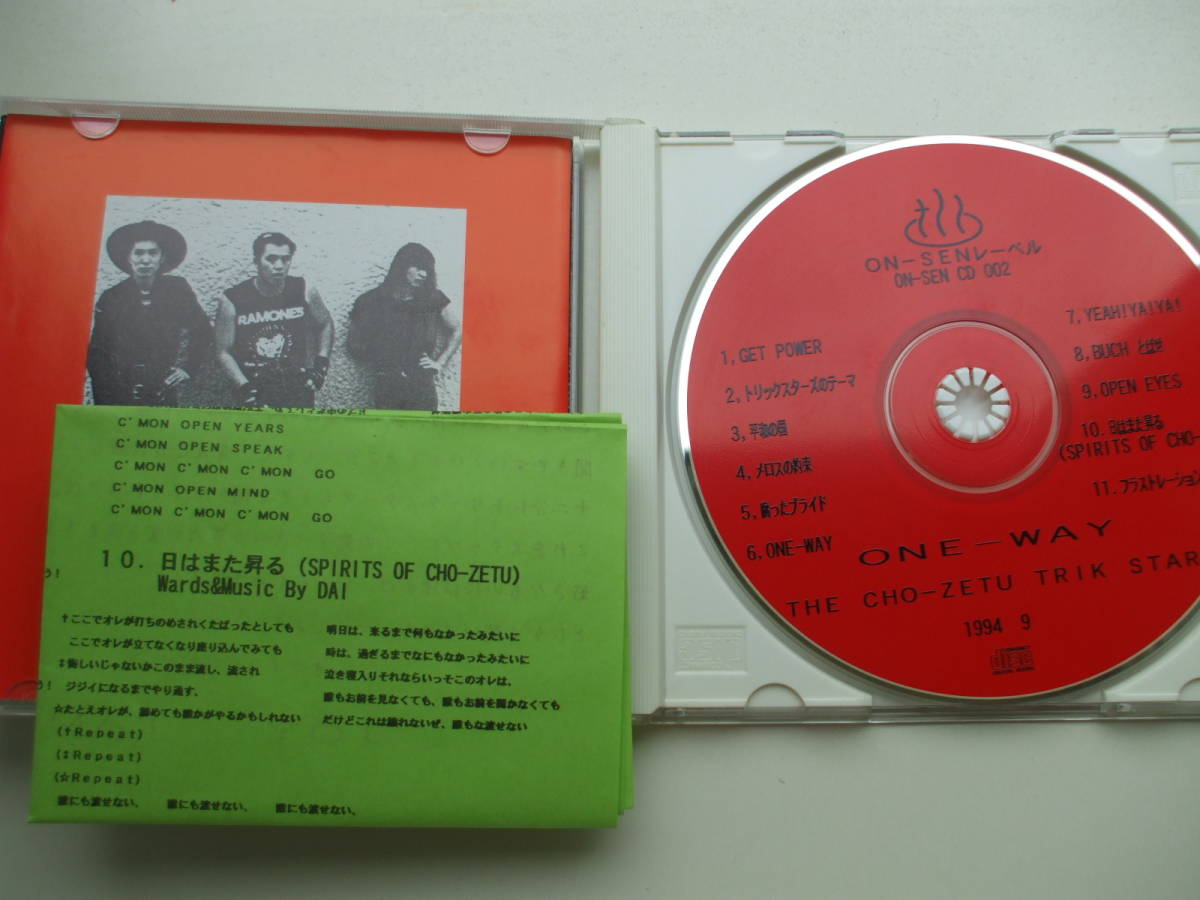 RAMONES
C'MON OPEN YEARS
C'MON OPEN SPEAK
C'MON C'MON C'MON GO
C'MON OPEN MIND
C'MON C'MON C'MON GO
10. 日はまた昇る (SPIRITS OF CHO-ZETU)
Wards&Music By DAI
†ここでオレが打ちのめされくたばったとしても
ここでオレが立てなくなり座り込んでみても
‡悔しいじゃないかこのまま流し、流され
ジジイになるまでやり過す、
☆たとえオレが、諦めても誰かがやるかもしれない
(†Repeat)
(‡Repeat)
(☆Repeat)
誰にも渡せない、 誰にも渡せない、 誰にも渡せない、
明日は、来るまで何もなかったみたいに
時は、過ぎるまでなにもなかったみたいに
泣き寝入りそれならいっそこのオレは、
誰もお前を見なくても、誰もお前を聞かなくても
だけどこれは譲れないぜ、誰もな渡せない
う!
う!
ON-SENレーベル
ON-SEN CD 002
1,GET POWER
2,トリックスターズのテーマ
3,平和の国
4,メロスの約束
5,腐ったプライド
6,ONE-WAY
7,YEAH!YA!YA!
8,BUCH とばせ
9,OPEN EYES
10.日はまた昇る
(SPIRITS OF CHO-
11.フラストレーション
ONE-WAY
THE CHO-ZETU TRIK STAR
1994 9